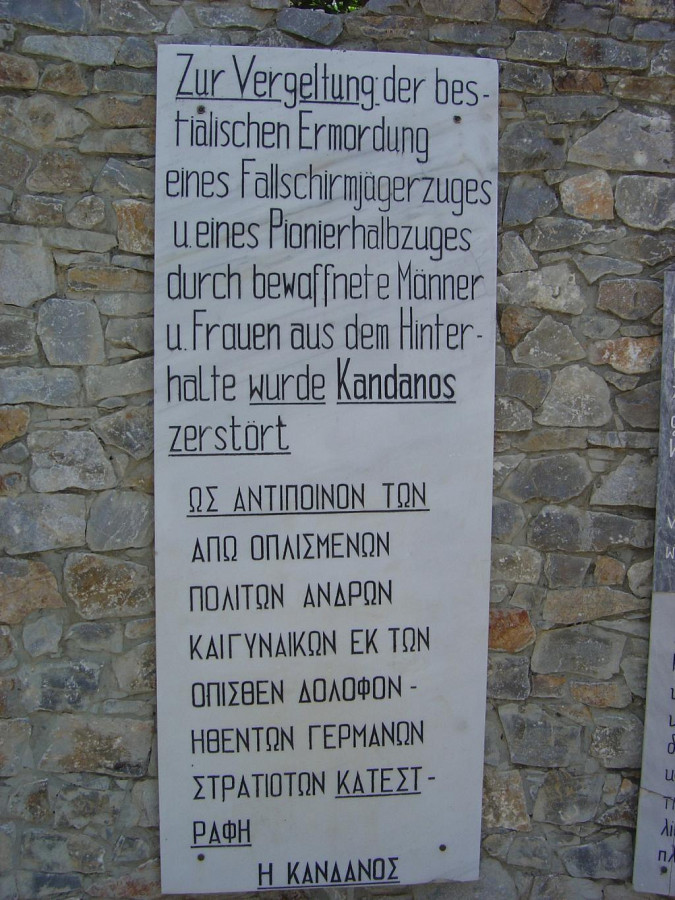 Zur Vergeltung der bes-
tialischen Ermordung
eines Fallschirmjägerzuges
u. eines Pionierhalbzuges
durch bewaffnete Männer
u. Frauen aus dem Hinter-
halte wurde Kandanos
zerstört
ΩΣ ΑΝΤΙΠΟΙΝΟΝ ΤΩΝ
ΑΠΩ ΟΠΛΙΣΜΕΝΩΝ
ΠΟΛΙΤΩΝ ΑΝΔΡΩΝ
ΚΑΙ ΓΥΝΑΙΚΩΝ ΕΚ ΤΩΝ
ΟΠΙΣΘΕΝ ΔΟΛΟΦΟΝ-
ΗΘΕΝΤΩΝ ΓΕΡΜΑΝΩΝ
ΣΤΡΑΤΙΟΤΩΝ ΚΑΤΕΣΤ-
ΡΑΦΗ
Η ΚΑΝΔΑΝΟΣ